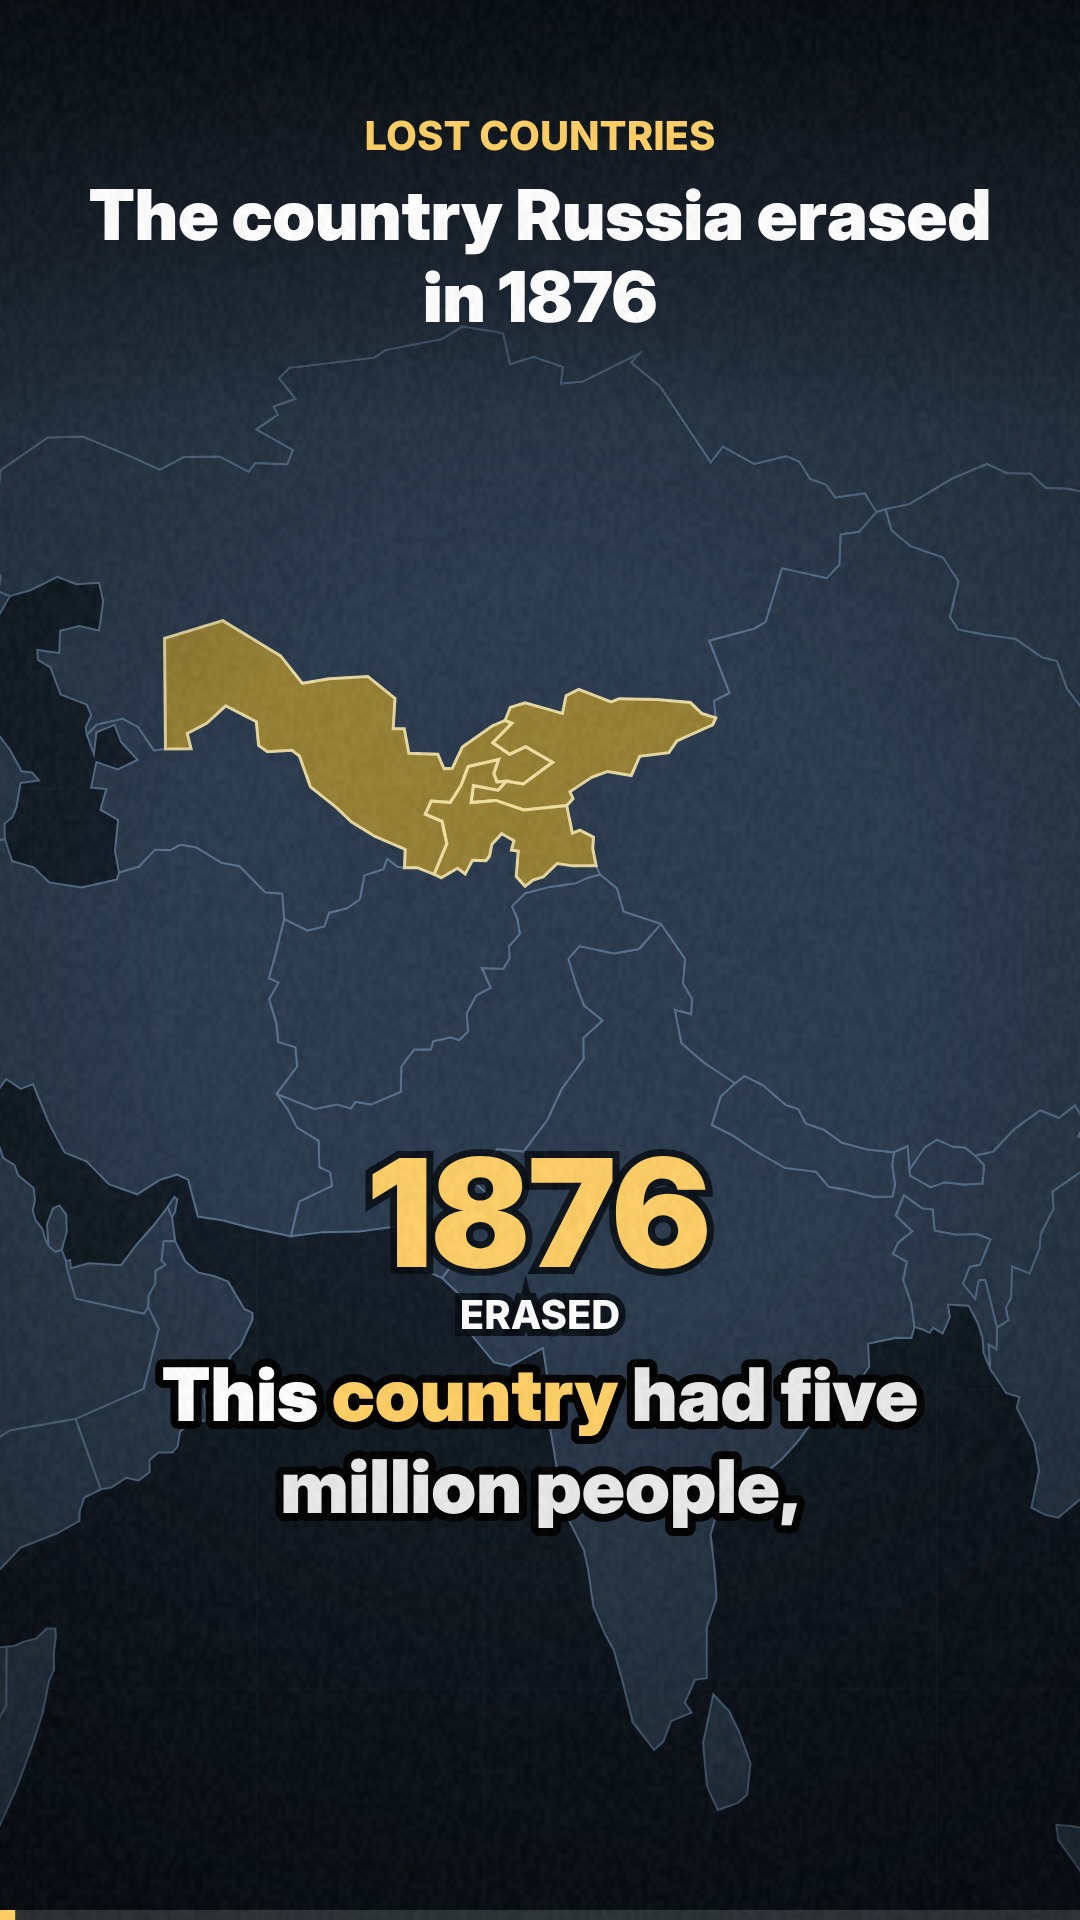 LOST COUNTRIES
The country Russia erased
in 1876
1876
ERASED
This country had five
million people,